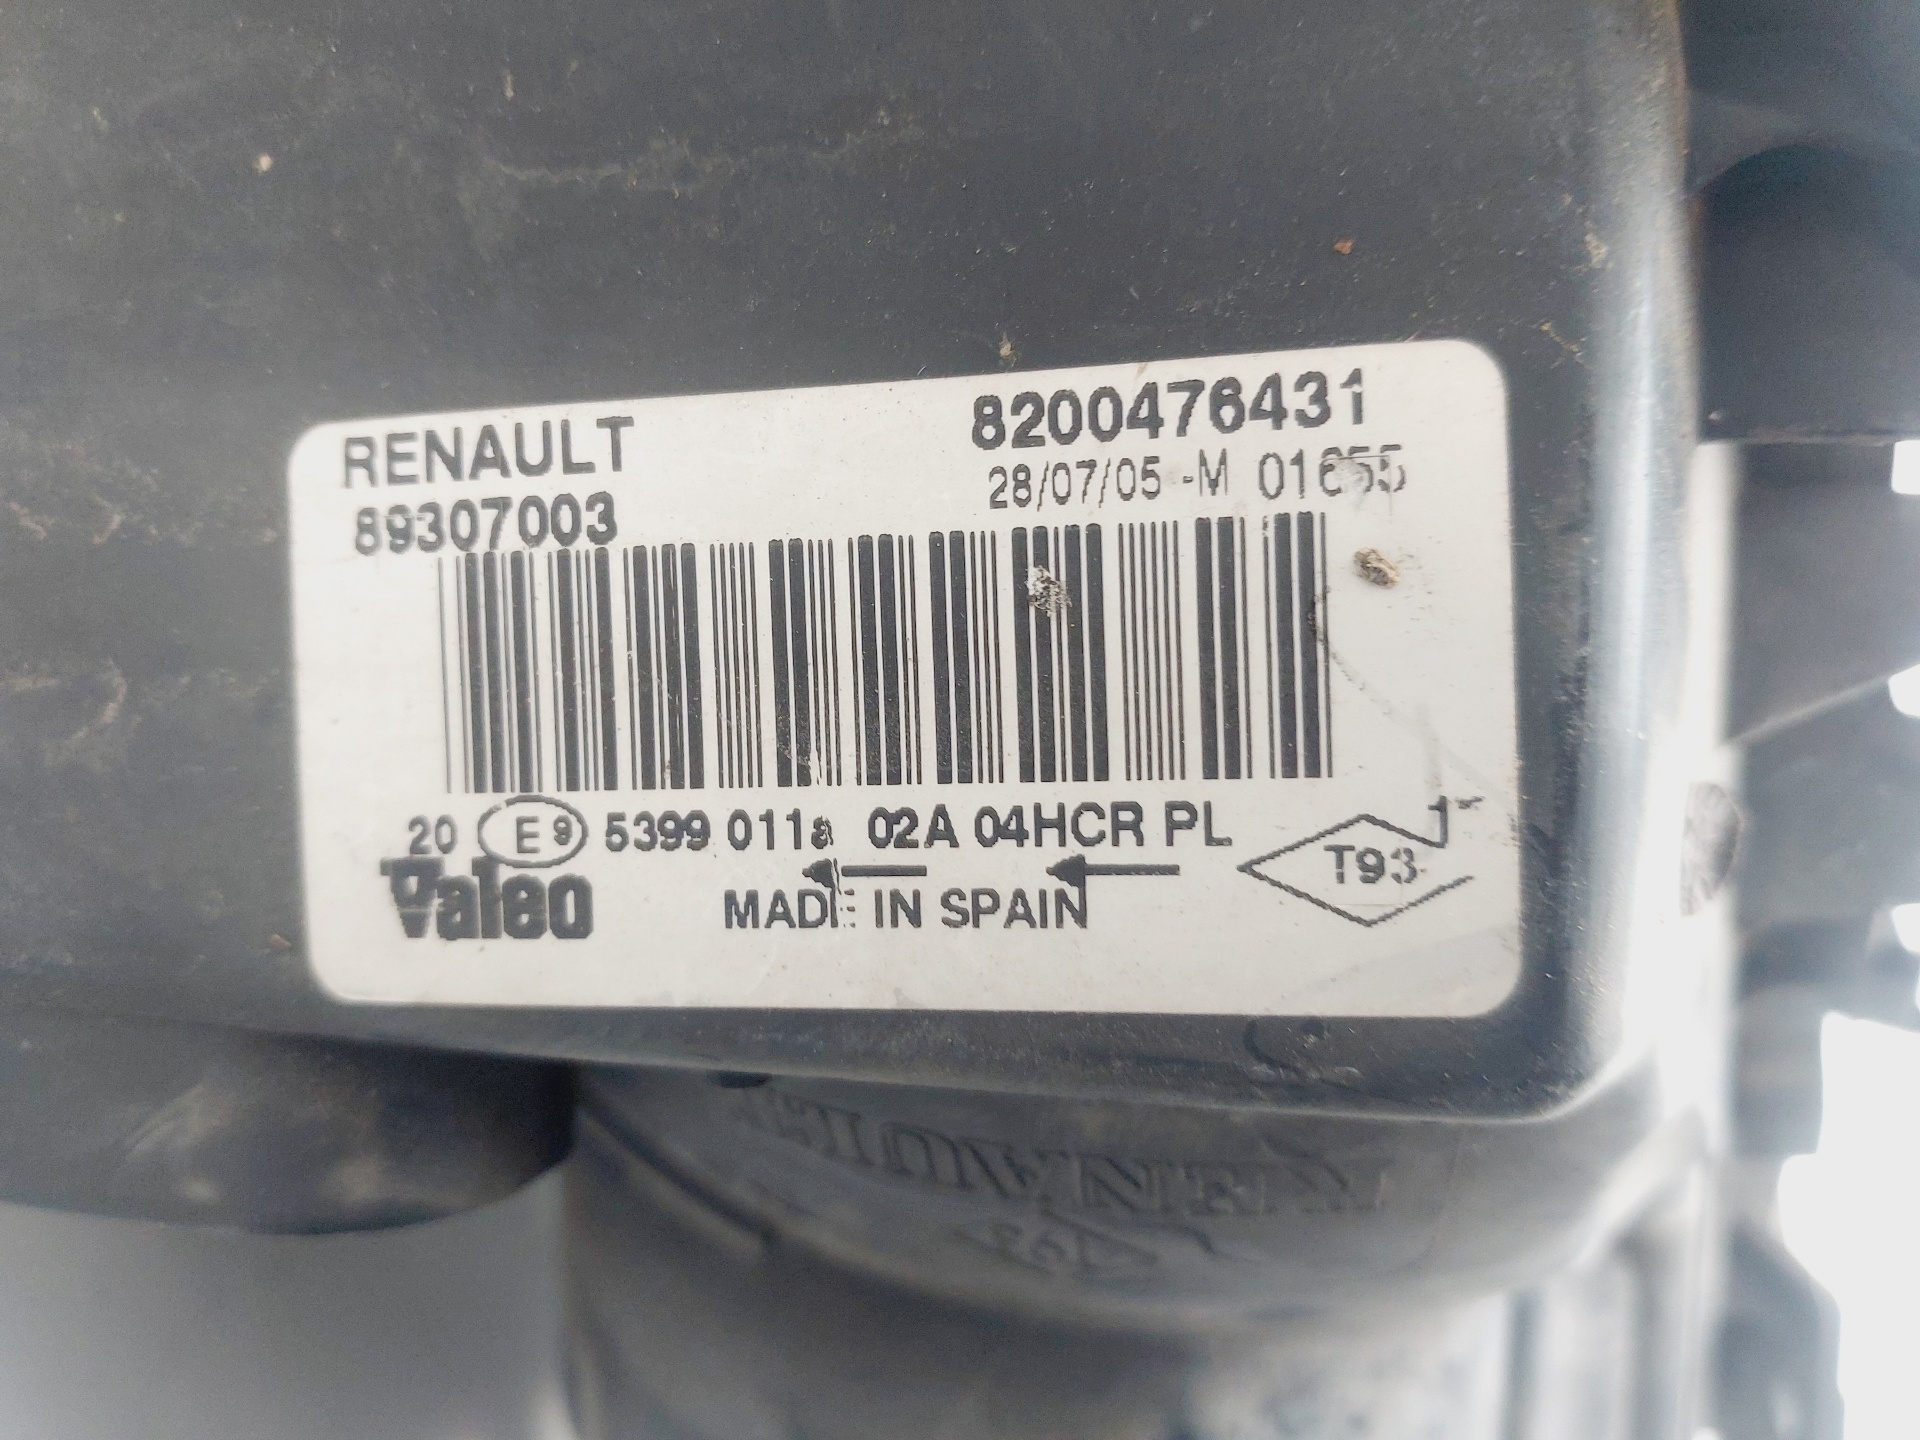 RENAULT 8200476431
89307003 28/07/05 -M 01655
20 E9 5399 011a 02A 04HCR PL
T93
Valeo MADE IN SPAIN
RENAULT